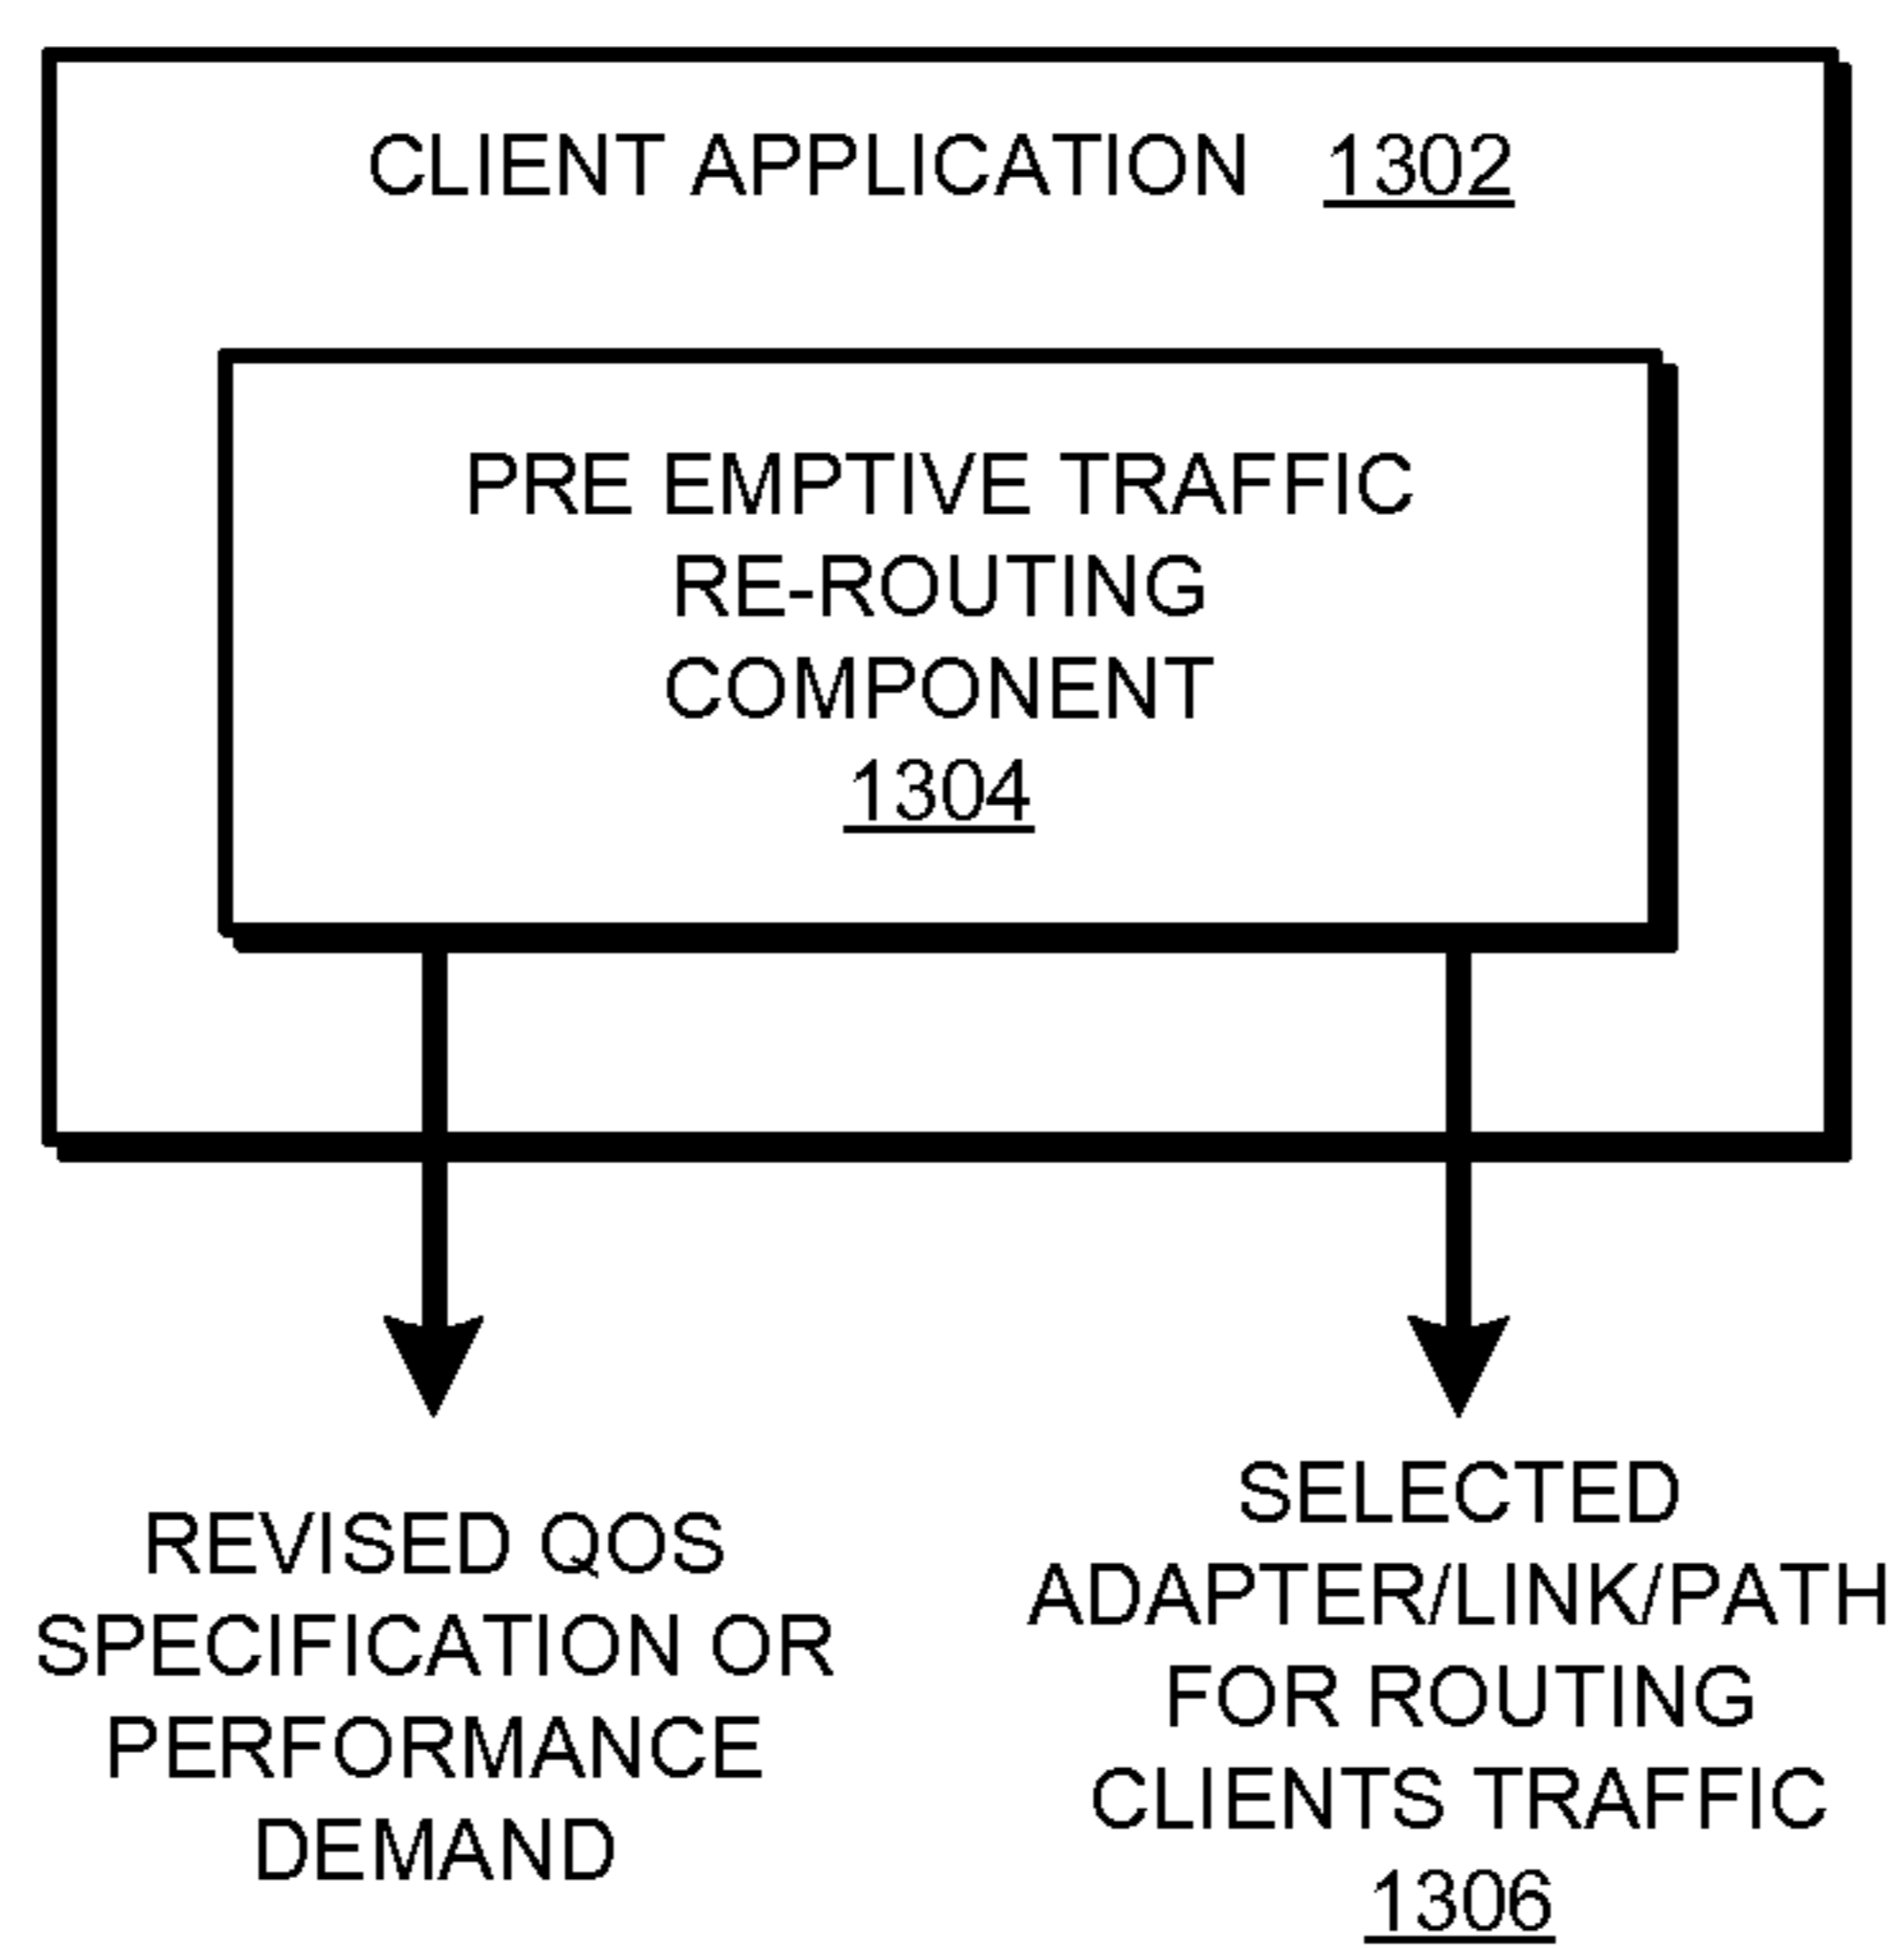 CLIENT APPLICATION 1302
PRE EMPTIVE TRAFFIC
RE-ROUTING
COMPONENT
1304
REVISED QOS
SPECIFICATION OR
PERFORMANCE
DEMAND
SELECTED
ADAPTER/LINK/PATH
FOR ROUTING
CLIENTS TRAFFIC
1306